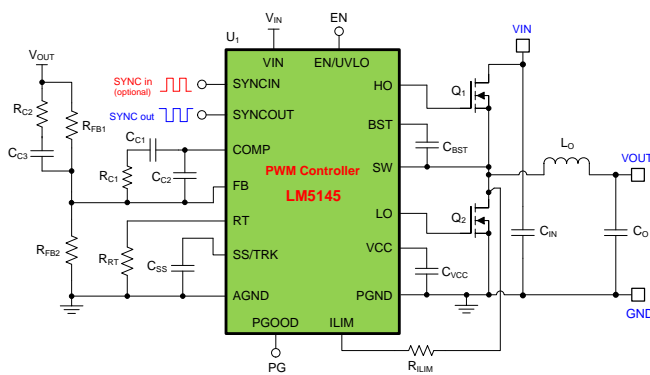 VIN
EN
VIN
U1
VOUT
VIN
EN/UVLO
SYNC in
(optional)
SYNCIN
HO
Q1
RC2
RFB1
SYNC out
SYNCOUT
BST
CC1
COMP
CBST
LO
CC3
RC1
CC2
PWM Controller
SW
VOUT
FB
LM5145
RT
LO
Q2
RFB2
RRT
CSS
SS/TRK
VCC
CIN
CO
CVCC
AGND
PGND
GND
PGOOD
ILIM
PG
RILIM